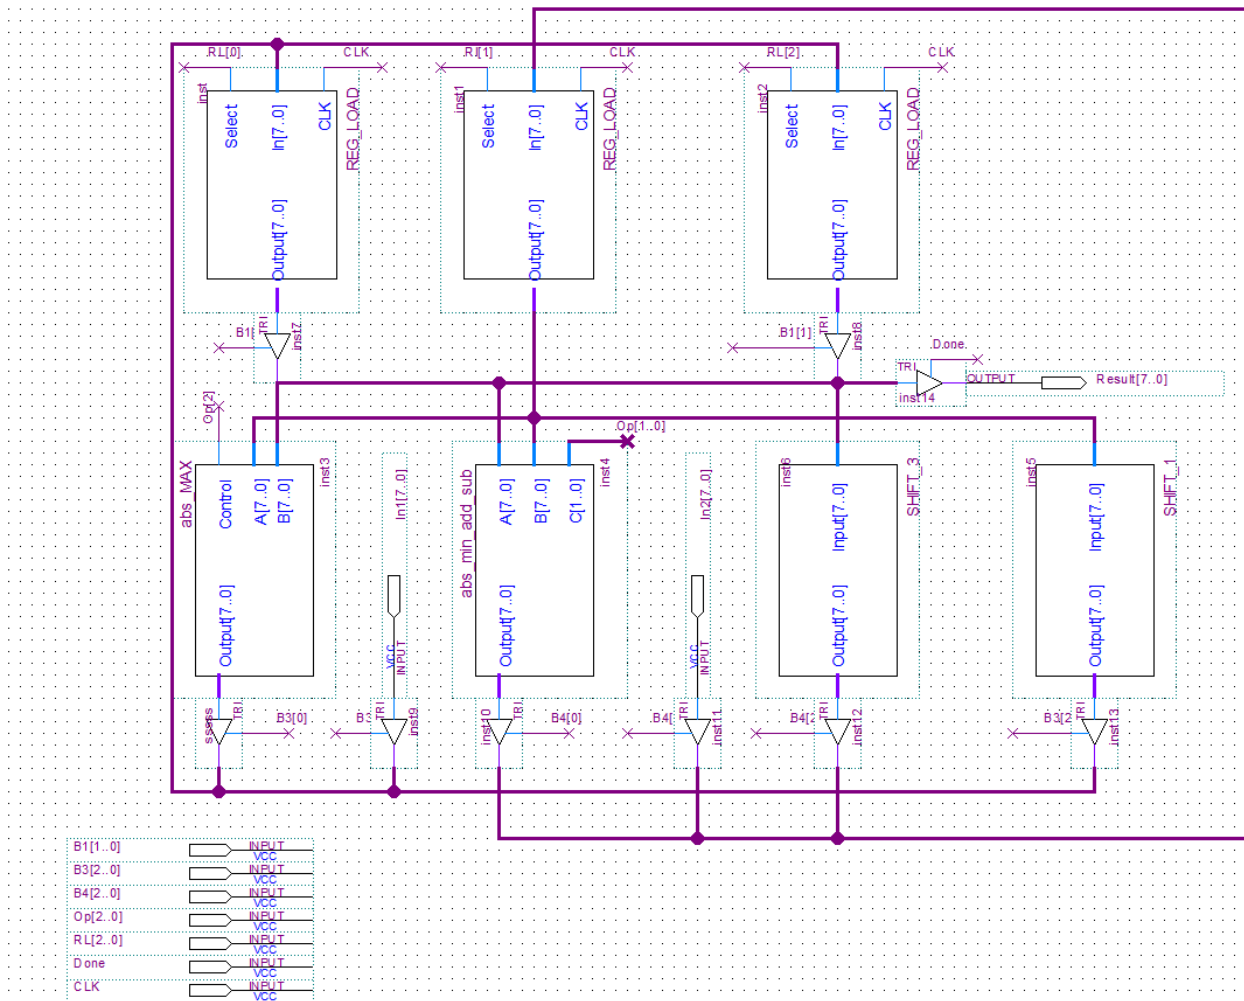 RL[0] CLK
RL[1] CLK
RL[2] CLK
inst Select In[7..0] CLK REG_LOAD
Output[7..0]
inst1 Select In[7..0] CLK REG_LOAD
Output[7..0]
inst2 Select In[7..0] CLK REG_LOAD
Output[7..0]
B1[ TRI inst7
B1[1] TRI inst8
Done
TRI OUTPUT Result[7..0]
inst14
Op[2]
Op[1..0]
abs_MAX Control A[7..0] B[7..0] inst3
Output[7..0]
In1[7..0]
VCC INPUT
abs_min_add_sub A[7..0] B[7..0] C[1..0] inst4
Output[7..0]
In2[7..0]
VCC INPUT
inst6 Input[7..0] SHIFT_3
Output[7..0]
inst5 Input[7..0] SHIFT_1
Output[7..0]
sssss TRI B3[0]
B3 TRI inst9
inst10 TRI B4[0]
B4[ TRI inst11
B4[2 TRI inst12
B3[2 TRI inst13
B1[1..0] INPUT
VCC
B3[2..0] INPUT
VCC
B4[2..0] INPUT
VCC
Op[2..0] INPUT
VCC
RL[2..0] INPUT
VCC
Done INPUT
VCC
CLK INPUT
VCC